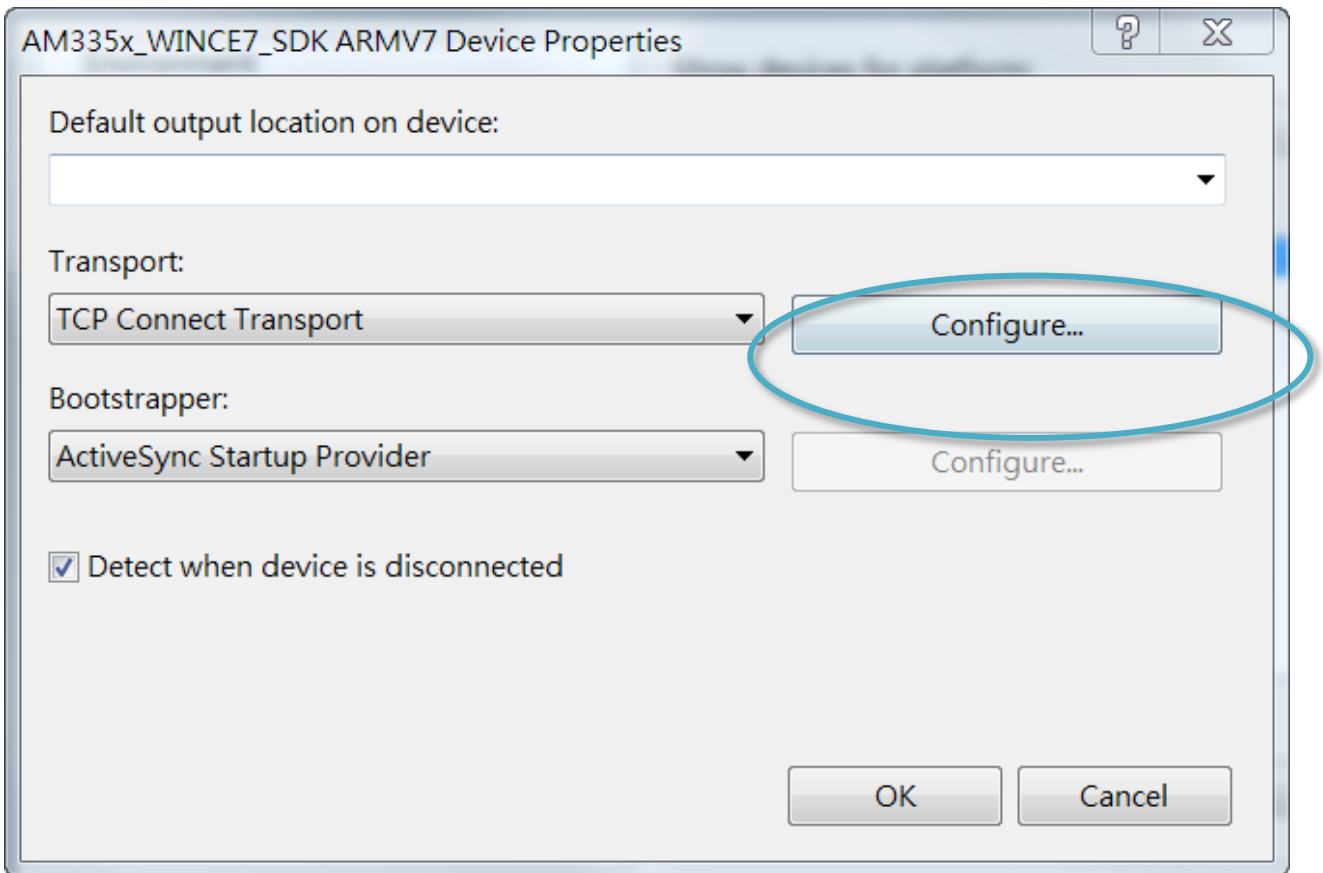 AM335x_WINCE7_SDK ARMV7 Device Properties
Default output location on device:
Transport:
TCP Connect Transport
Configure...
Bootstrapper:
ActiveSync Startup Provider
Configure...
Detect when device is disconnected
OK
Cancel